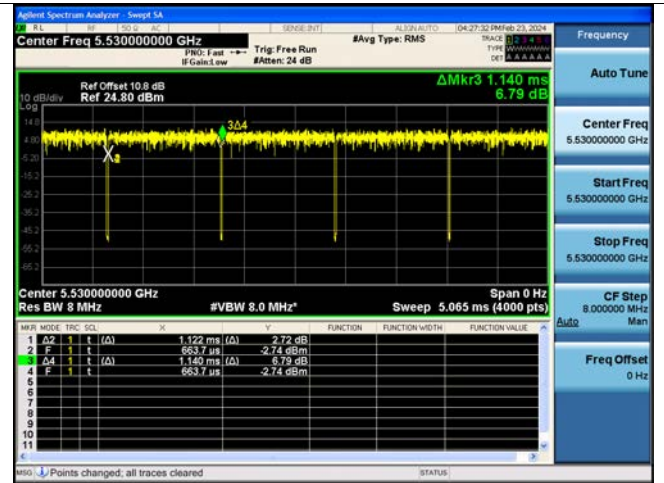 Agilent Spectrum Analyzer - Swept SA
RL RF 50 Ω AC SENSE:INT ALIGN AUTO 04:27:32 PM Feb 23, 2024
Center Freq 5.530000000 GHz #Avg Type: RMS TRACE 1 2 3 4 5 6
PNO: Fast Trig: Free Run TYPE
IFGain:Low #Atten: 24 dB DET A A A A A A
Frequency
Auto Tune
Ref Offset 10.8 dB ΔMkr3 1.140 ms
10 dB/div Ref 24.80 dBm 6.79 dB
Log
14.8
4.80
-5.20
-15.2
-25.2
-35.2
-45.2
-55.2
-65.2
3Δ4
Center Freq
5.530000000 GHz
Start Freq
5.530000000 GHz
Stop Freq
5.530000000 GHz
Center 5.530000000 GHz Span 0 Hz
Res BW 8 MHz #VBW 8.0 MHz* Sweep 5.065 ms (4000 pts)
CF Step
8.000000 MHz
Auto Man
Freq Offset
0 Hz
MKR MODE TRC SCL X Y FUNCTION FUNCTION WIDTH FUNCTION VALUE
1 Δ2 1 t (Δ) 1.122 ms (Δ) 2.72 dB
2 F 1 t 663.7 µs -2.74 dBm
3 Δ4 1 t (Δ) 1.140 ms (Δ) 6.79 dB
4 F 1 t 663.7 µs -2.74 dBm
5
6
7
8
9
10
11
MSG Points changed; all traces cleared STATUS